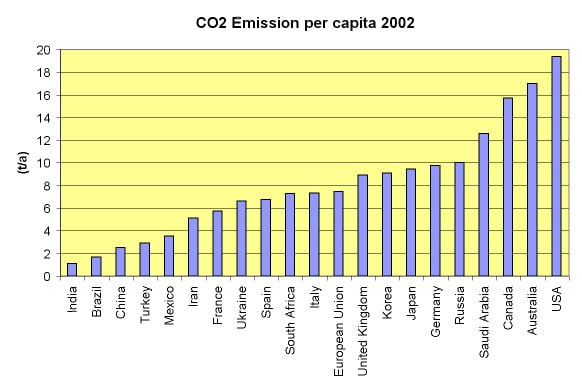 CO2 Emission per capita 2002
20
18
16
14
12
10
8
6
4
2
0
(t/a)
India
Brazil
China
Turkey
Mexico
Iran
France
Ukraine
Spain
South Africa
Italy
European Union
United Kingdom
Korea
Japan
Germany
Russia
Saudi Arabia
Canada
Australia
USA